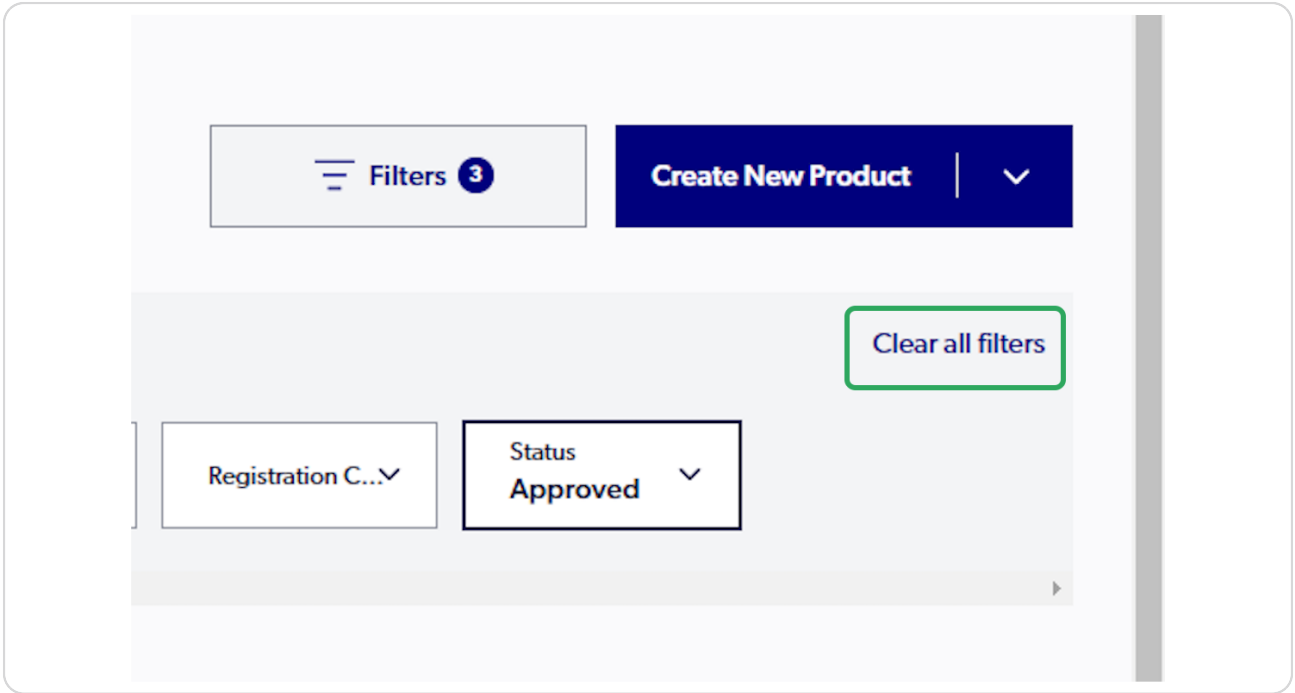 Filters 3
Create New Product
Clear all filters
Registration C...
Status
Approved